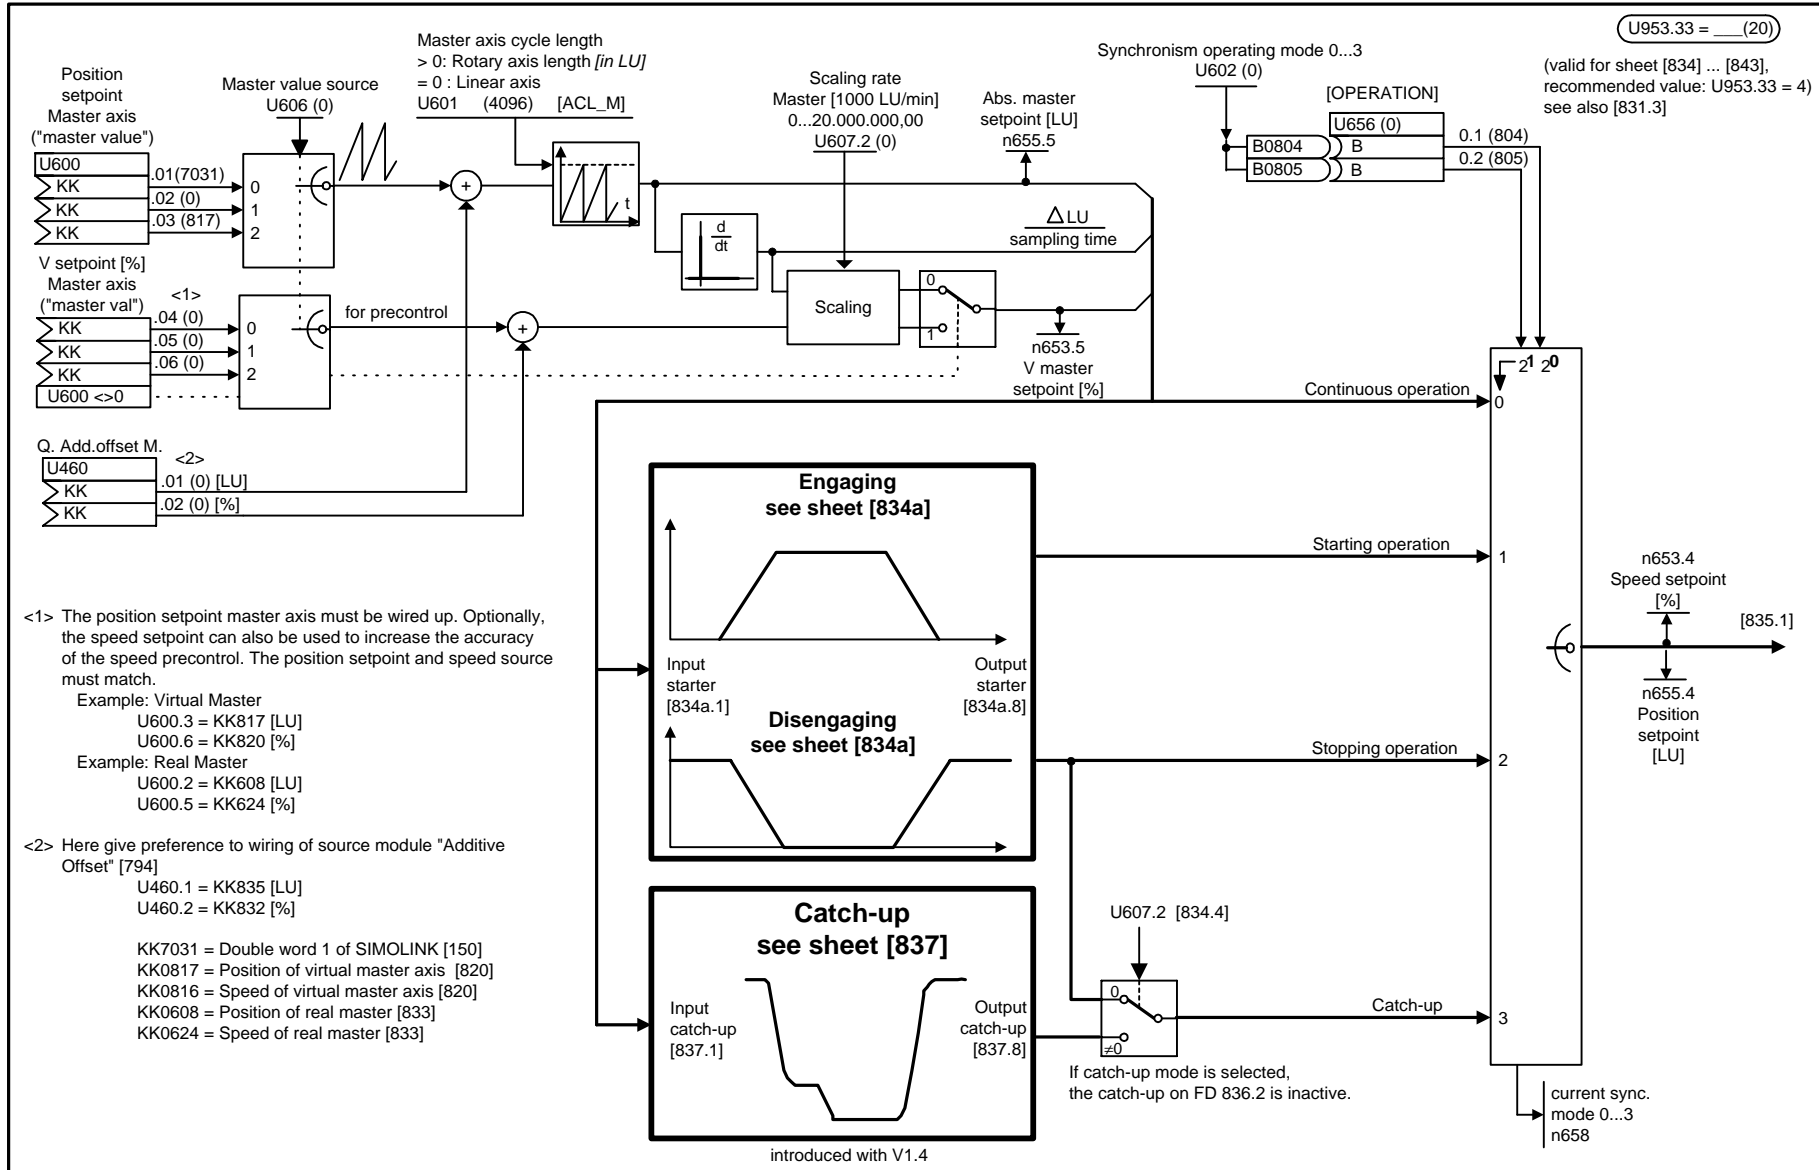 U953.33 = ___(20)
(valid for sheet [834] ... [843],
recommended value: U953.33 = 4)
see also [831.3]
Position
setpoint
Master axis
("master value")
U600
KK
KK
KK
.01(7031)
.02 (0)
.03 (817)
Master value source
U606 (0)
0
1
2
Master axis cycle length
> 0: Rotary axis length [in LU]
= 0 : Linear axis
U601 (4096) [ACL_M]
+
t
Scaling rate
Master [1000 LU/min]
0...20.000.000,00
U607.2 (0)
Abs. master
setpoint [LU]
n655.5
Synchronism operating mode 0...3
U602 (0)
[OPERATION]
U656 (0)
B0804
B
0.1 (804)
B0805
B
0.2 (805)
d
dt
△LU
sampling time
Scaling
0
1
n653.5
V master
setpoint [%]
V setpoint [%]
Master axis
("master val")
<1>
KK
KK
KK
U600 <>0
.04 (0)
.05 (0)
.06 (0)
0
1
2
for precontrol
+
Q. Add.offset M.
U460
<2>
KK
.01 (0) [LU]
KK
.02 (0) [%]
Continuous operation
21 20
0
Engaging
see sheet [834a]
Input
starter
[834a.1]
Output
starter
[834a.8]
Disengaging
see sheet [834a]
Starting operation
1
Stopping operation
2
n653.4
Speed setpoint
[%]
[835.1]
n655.4
Position
setpoint
[LU]
<1> The position setpoint master axis must be wired up. Optionally,
the speed setpoint can also be used to increase the accuracy
of the speed precontrol. The position setpoint and speed source
must match.
Example: Virtual Master
U600.3 = KK817 [LU]
U600.6 = KK820 [%]
Example: Real Master
U600.2 = KK608 [LU]
U600.5 = KK624 [%]
<2> Here give preference to wiring of source module "Additive
Offset" [794]
U460.1 = KK835 [LU]
U460.2 = KK832 [%]
KK7031 = Double word 1 of SIMOLINK [150]
KK0817 = Position of virtual master axis [820]
KK0816 = Speed of virtual master axis [820]
KK0608 = Position of real master [833]
KK0624 = Speed of real master [833]
Catch-up
see sheet [837]
Input
catch-up
[837.1]
Output
catch-up
[837.8]
introduced with V1.4
U607.2 [834.4]
0
≠0
Catch-up
3
If catch-up mode is selected,
the catch-up on FD 836.2 is inactive.
current sync.
mode 0...3
n658